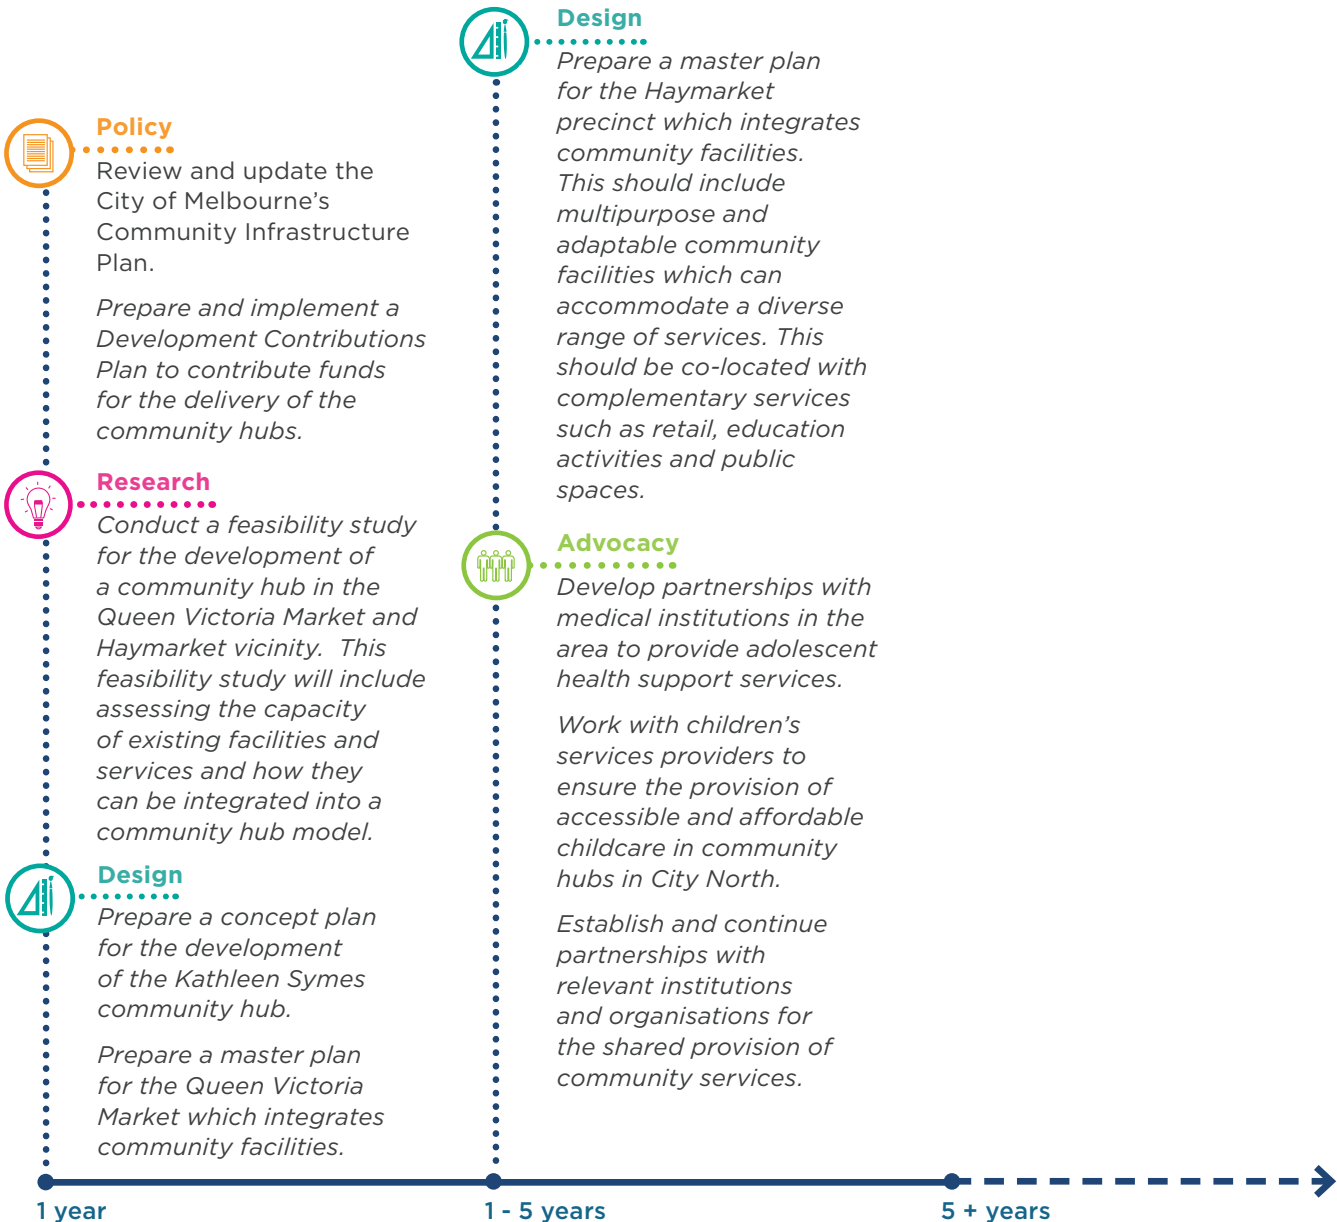 Policy
Review and update the
City of Melbourne’s
Community Infrastructure
Plan.
Prepare and implement a
Development Contributions
Plan to contribute funds
for the delivery of the
community hubs.
Research
Conduct a feasibility study
for the development of
a community hub in the
Queen Victoria Market and
Haymarket vicinity.  This
feasibility study will include
assessing the capacity
of existing facilities and
services and how they
can be integrated into a
community hub model.
Design
Prepare a concept plan
for the development
of the Kathleen Symes
community hub.
Prepare a master plan
for the Queen Victoria
Market which integrates
community facilities.
Design
Prepare a master plan
for the Haymarket
precinct which integrates
community facilities.
This should include
multipurpose and
adaptable community
facilities which can
accommodate a diverse
range of services. This
should be co-located with
complementary services
such as retail, education
activities and public
spaces.
Advocacy
Develop partnerships with
medical institutions in the
area to provide adolescent
health support services.
Work with children’s
services providers to
ensure the provision of
accessible and affordable
childcare in community
hubs in City North.
Establish and continue
partnerships with
relevant institutions
and organisations for
the shared provision of
community services.
1 year
1 - 5 years
5 + years